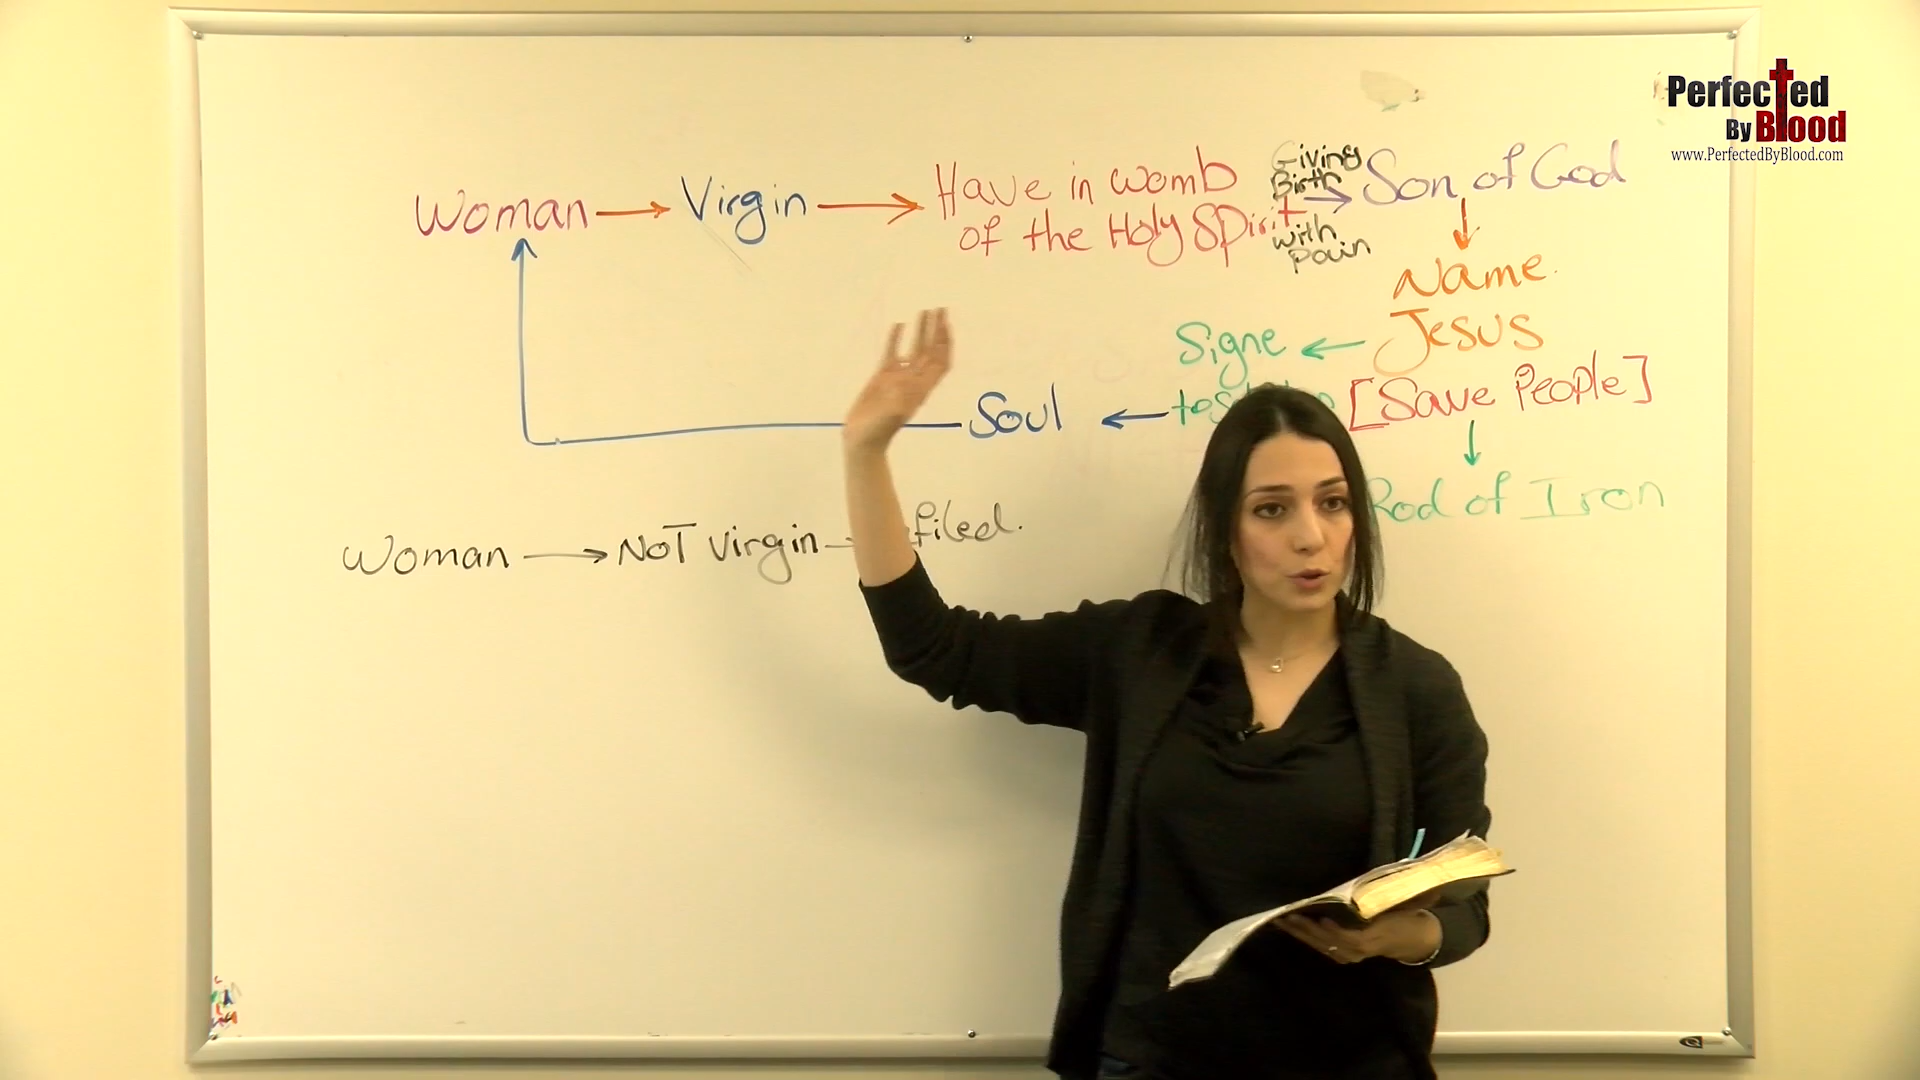 Perfected
By Blood
www.PerfectedByBlood.com
Woman → Virgin → Have in womb
of the Holy Spirit
Giving
Birth
with
Pain
→ Son of God
Name
Jesus
[Save People]
Rod of Iron
Signe
Soul
Woman → NOT Virgin